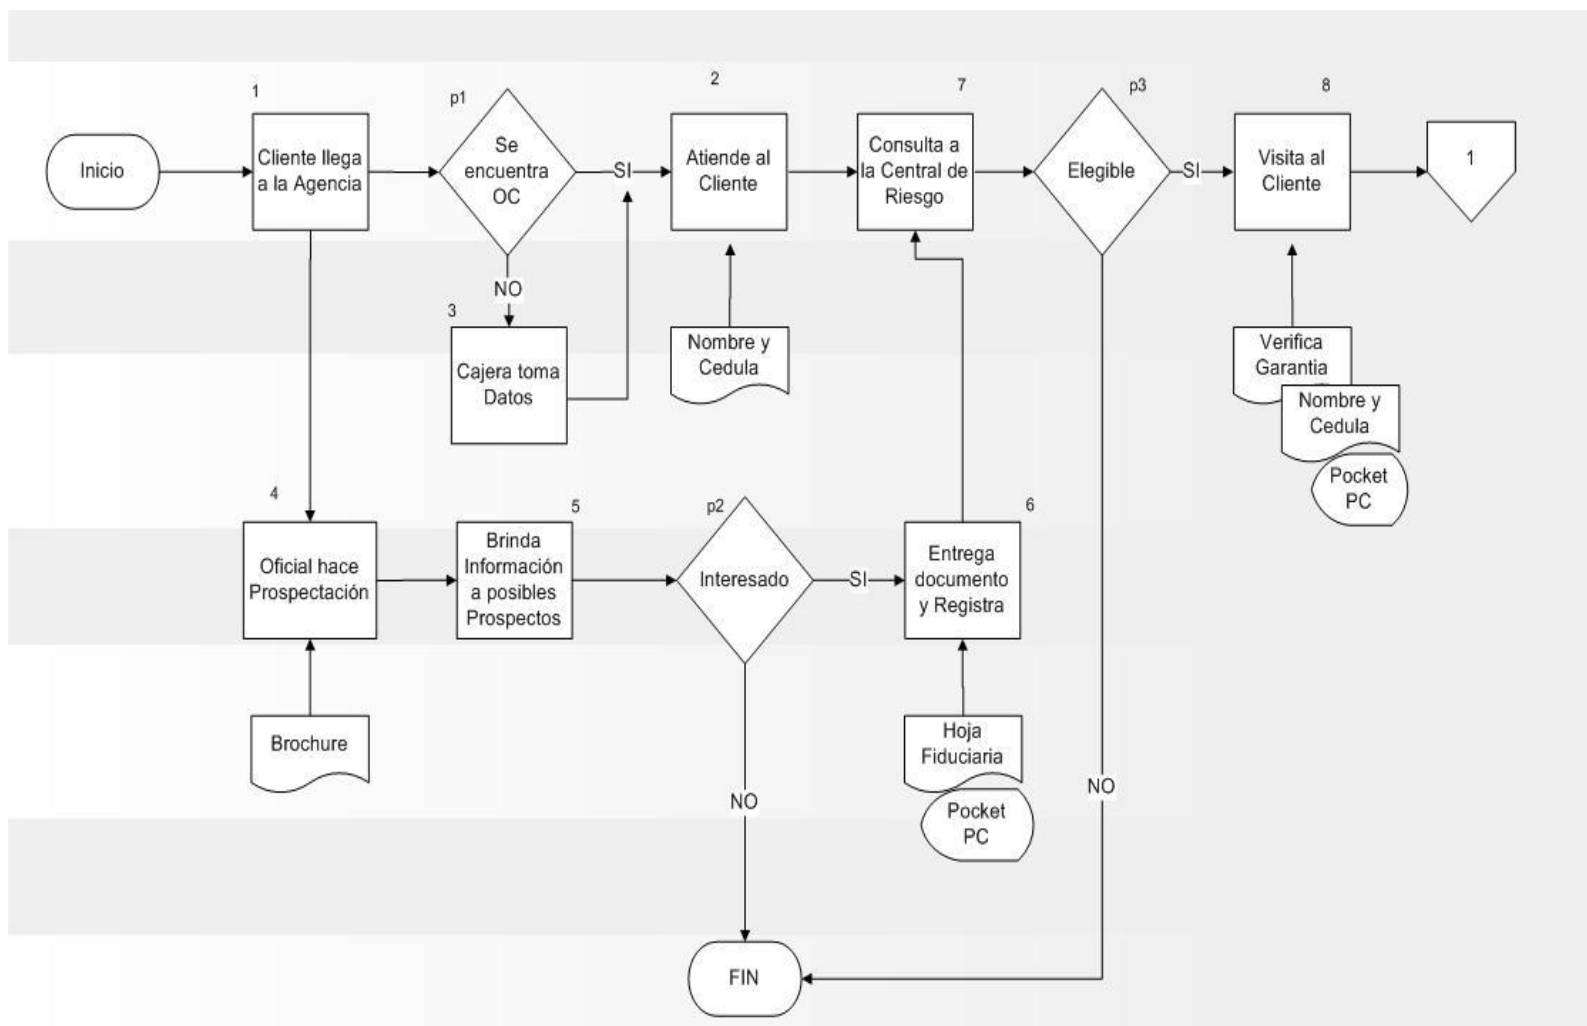 1
p1
2
7
p3
8
Inicio
Cliente llega
a la Agencia
Se
encuentra
OC
SI
Atiende al
Cliente
Consulta a
la Central de
Riesgo
Elegible
SI
Visita al
Cliente
1
NO
3
Cajera toma
Datos
Nombre y
Cedula
Verifica
Garantia
Nombre y
Cedula
Pocket
PC
4
5
p2
6
Oficial hace
Prospectación
Brinda
Información
a posibles
Prospectos
Interesado
SI
Entrega
documento
y Registra
Brochure
Hoja
Fiduciaria
Pocket
PC
NO
NO
FIN